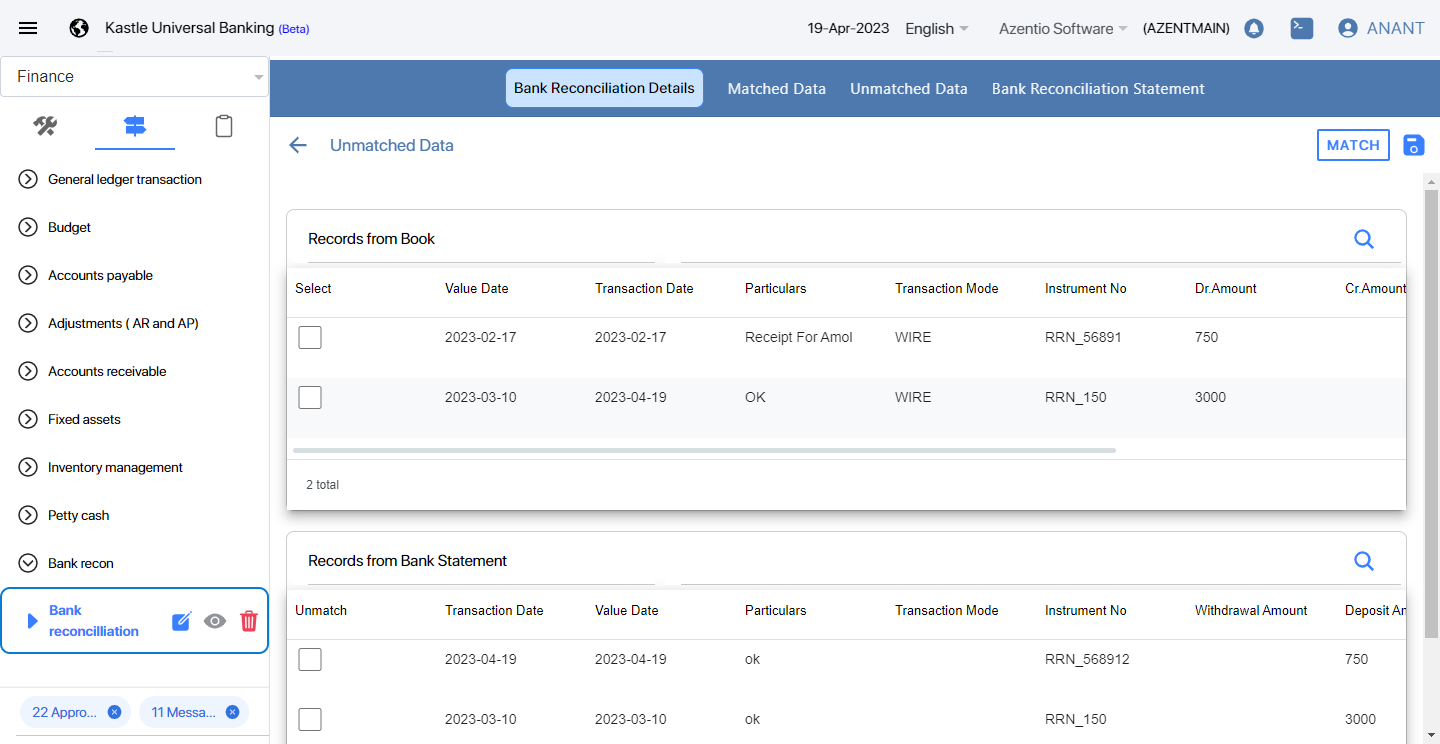 Kastle Universal Banking (Beta)
19-Apr-2023 English Azentio Software (AZENTMAIN) ANANT
Finance
Bank Reconciliation Details Matched Data Unmatched Data Bank Reconciliation Statement
Unmatched Data MATCH
General ledger transaction
Budget
Accounts payable
Adjustments ( AR and AP)
Accounts receivable
Fixed assets
Inventory management
Petty cash
Bank recon
Bank
reconcilliation
22 Appro... 11 Messa...
Records from Book
Select Value Date Transaction Date Particulars Transaction Mode Instrument No Dr.Amount Cr.Amount
2023-02-17 2023-02-17 Receipt For Amol WIRE RRN_56891 750
2023-03-10 2023-04-19 OK WIRE RRN_150 3000
2 total
Records from Bank Statement
Unmatch Transaction Date Value Date Particulars Transaction Mode Instrument No Withdrawal Amount Deposit Am
2023-04-19 2023-04-19 ok RRN_568912 750
2023-03-10 2023-03-10 ok RRN_150 3000